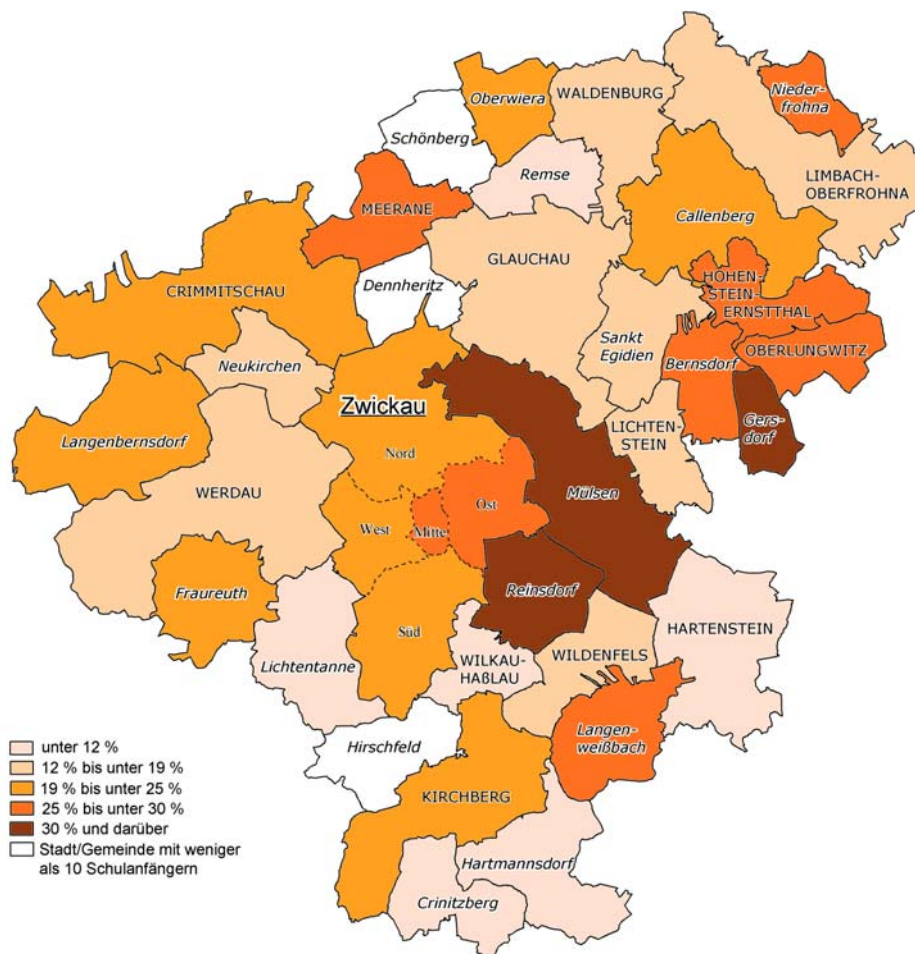 Oberwiera
WALDENBURG
Nieder-
frohna
Schönberg
Remse
LIMBACH-
OBERFROHNA
MEERANE
Callenberg
GLAUCHAU
Dennheritz
CRIMMITSCHAU
HOHEN-
STEIN-
ERNSTTHAL
Sankt
Egidien
OBERLUNGWITZ
Bernsdorf
Neukirchen
Zwickau
Gers-
dorf
LICHTEN-
STEIN
Langenbernsdorf
Nord
WERDAU
Mülsen
Ost
West
Mitte
Fraureuth
Reinsdorf
Süd
HARTENSTEIN
Lichtentanne
WILKAU-
HAßLAU
WILDENFELS
Langen-
weißbach
Hirschfeld
KIRCHBERG
Hartmannsdorf
Crinitzberg
unter 12 %
12 % bis unter 19 %
19 % bis unter 25 %
25 % bis unter 30 %
30 % und darüber
Stadt/Gemeinde mit weniger
als 10 Schulanfängern